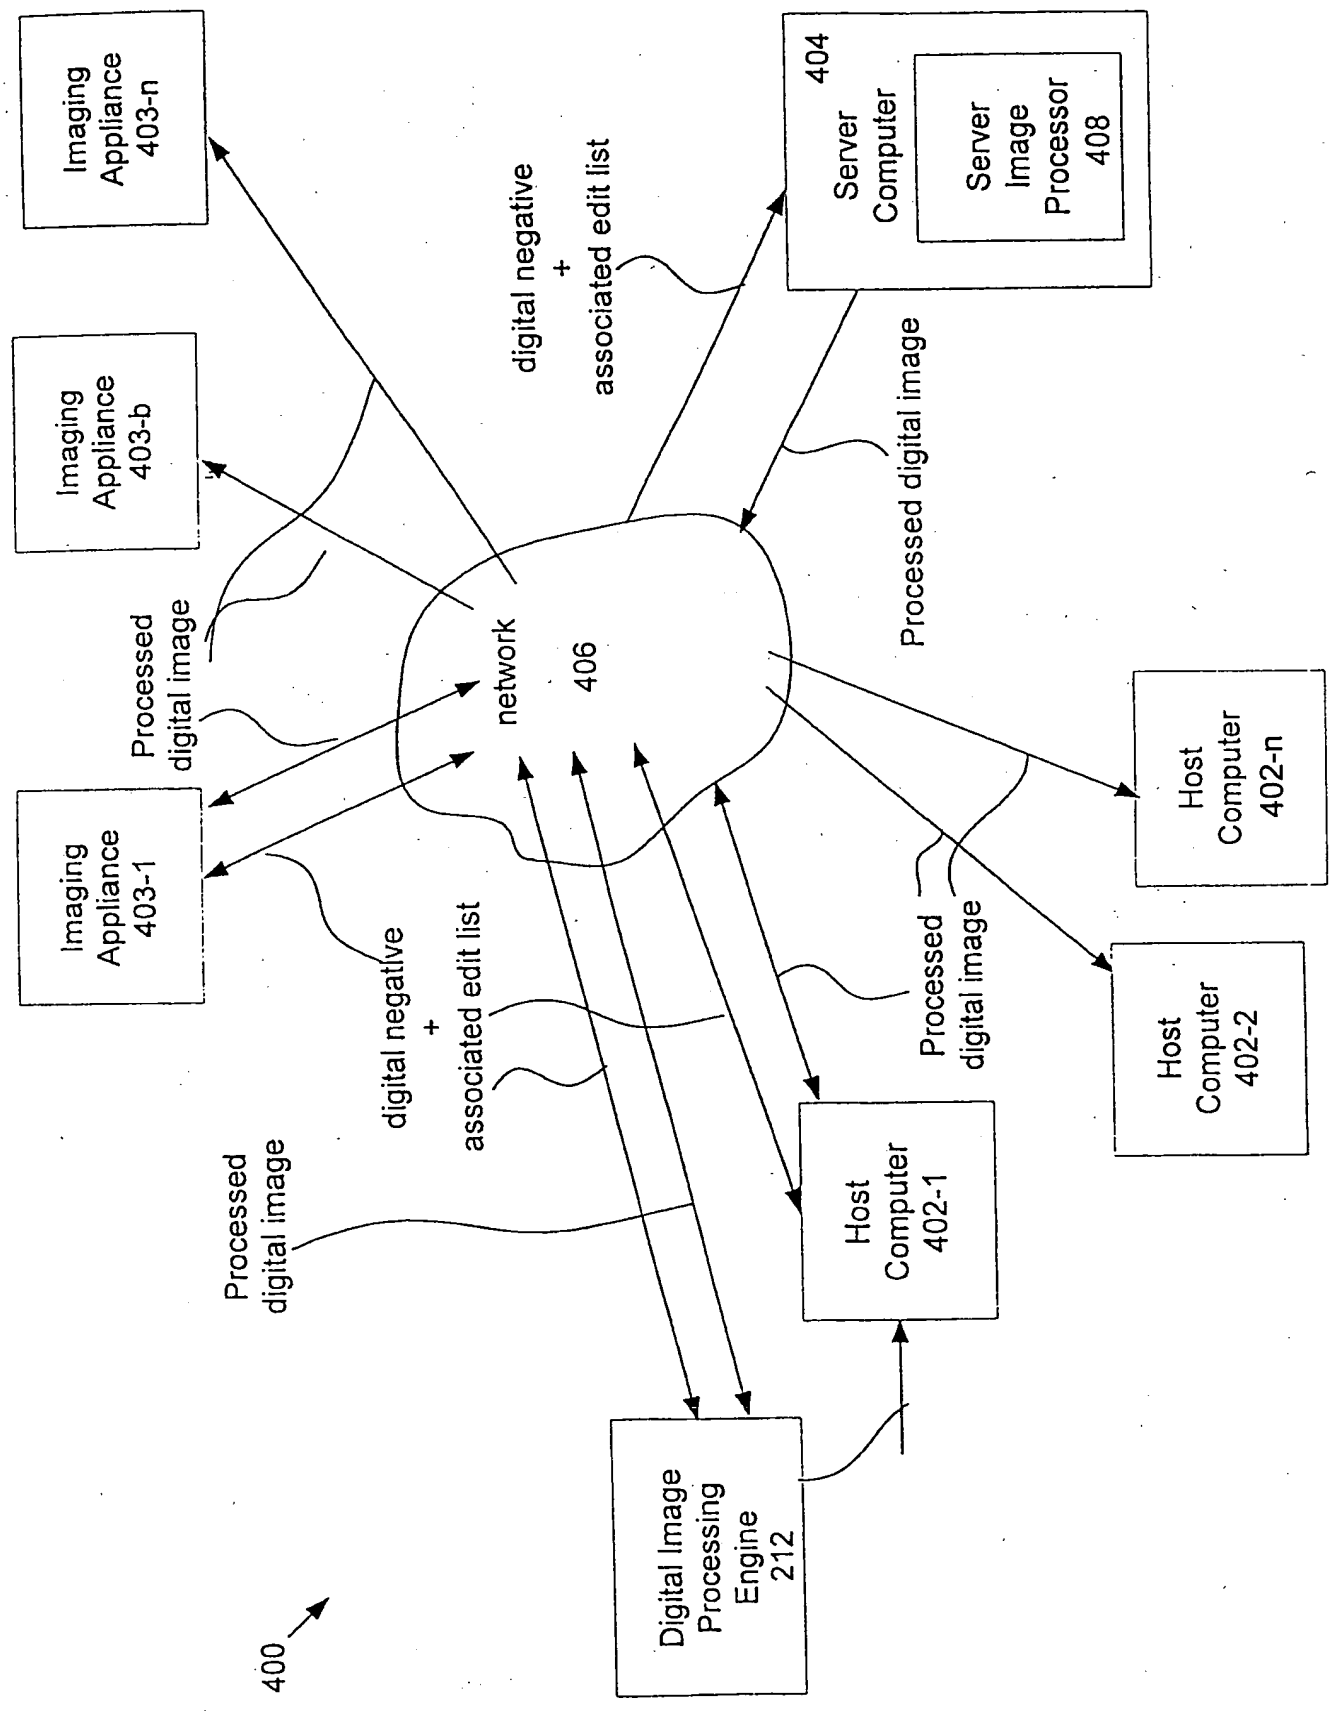 Imaging
Appliance
403-1
Imaging
Appliance
403-b
Imaging
Appliance
403-n
Processed
digital image
400
Processed
digital image
digital negative
+
associated edit list
network
406
digital negative
+
associated edit list
Digital Image
Processing
Engine
212
404
Server
Computer
Server
Image
Processor
408
Host
Computer
402-1
Processed digital image
Processed
digital image
Host
Computer
402-2
Host
Computer
402-n